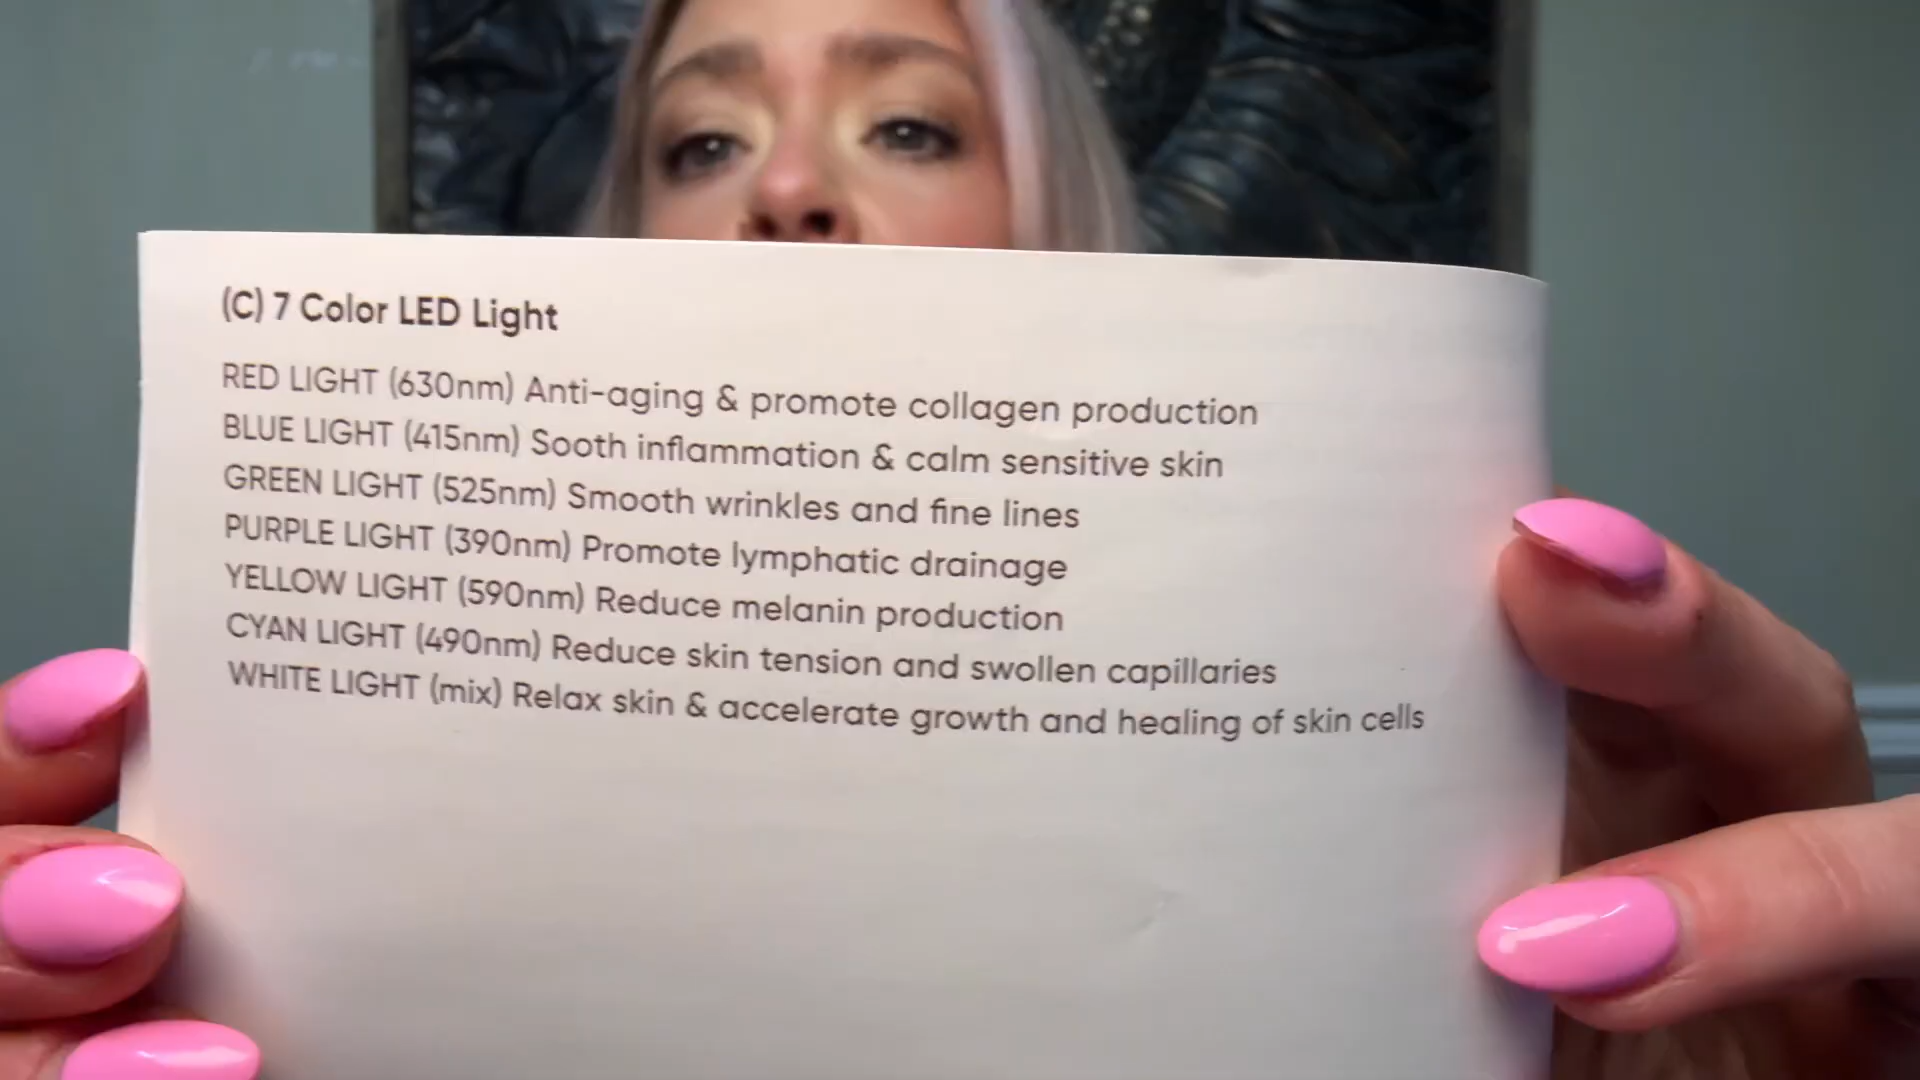 (C) 7 Color LED Light
RED LIGHT (630nm) Anti-aging & promote collagen production
BLUE LIGHT (415nm) Sooth inflammation & calm sensitive skin
GREEN LIGHT (525nm) Smooth wrinkles and fine lines
PURPLE LIGHT (390nm) Promote lymphatic drainage
YELLOW LIGHT (590nm) Reduce melanin production
CYAN LIGHT (490nm) Reduce skin tension and swollen capillaries
WHITE LIGHT (mix) Relax skin & accelerate growth and healing of skin cells